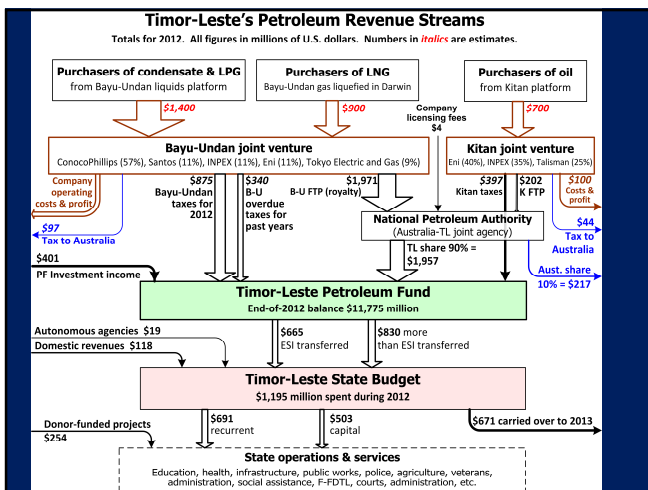 Timor-Leste's Petroleum Revenue Streams
Totals for 2012. All figures in millions of U.S. dollars. Numbers in italics are estimates.
Purchasers of condensate & LPG
from Bayu-Undan liquids platform
Purchasers of LNG
Bayu-Undan gas liquefied in Darwin
Purchasers of oil
from Kitan platform
$1,400
$900
Company
licensing fees
$4
$700
Bayu-Undan joint venture
ConocoPhillips (57%), Santos (11%), INPEX (11%), Eni (11%), Tokyo Electric and Gas (9%)
Kitan joint venture
Eni (40%), INPEX (35%), Talisman (25%)
Company
operating
costs & profit
$875
Bayu-Undan
taxes for
2012
$340
B-U
overdue
taxes for
past years
$1,971
B-U FTP (royalty)
$397
Kitan taxes
$202
K FTP
$100
Costs &
profit
$97
Tax to Australia
National Petroleum Authority
(Australia-TL joint agency)
$44
Tax to
Australia
$401
PF Investment income
TL share 90% =
$1,957
Aust. share
10% = $217
Timor-Leste Petroleum Fund
End-of-2012 balance $11,775 million
Autonomous agencies $19
Domestic revenues $118
$665
ESI transferred
$830 more
than ESI transferred
Timor-Leste State Budget
$1,195 million spent during 2012
Donor-funded projects
$254
$691
recurrent
$503
capital
$671 carried over to 2013
State operations & services
Education, health, infrastructure, public works, police, agriculture, veterans,
administration, social assistance, F-FDTL, courts, administration, etc.